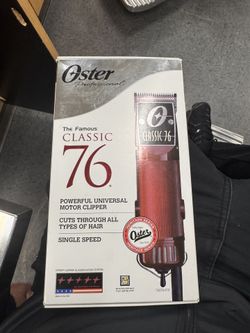 Oster
Professional
The Famous
CLASSIC
76
POWERFUL UNIVERSAL
MOTOR CLIPPER
CUTS THROUGH ALL
TYPES OF HAIR
SINGLE SPEED
O
CLASSIC 76
Oster